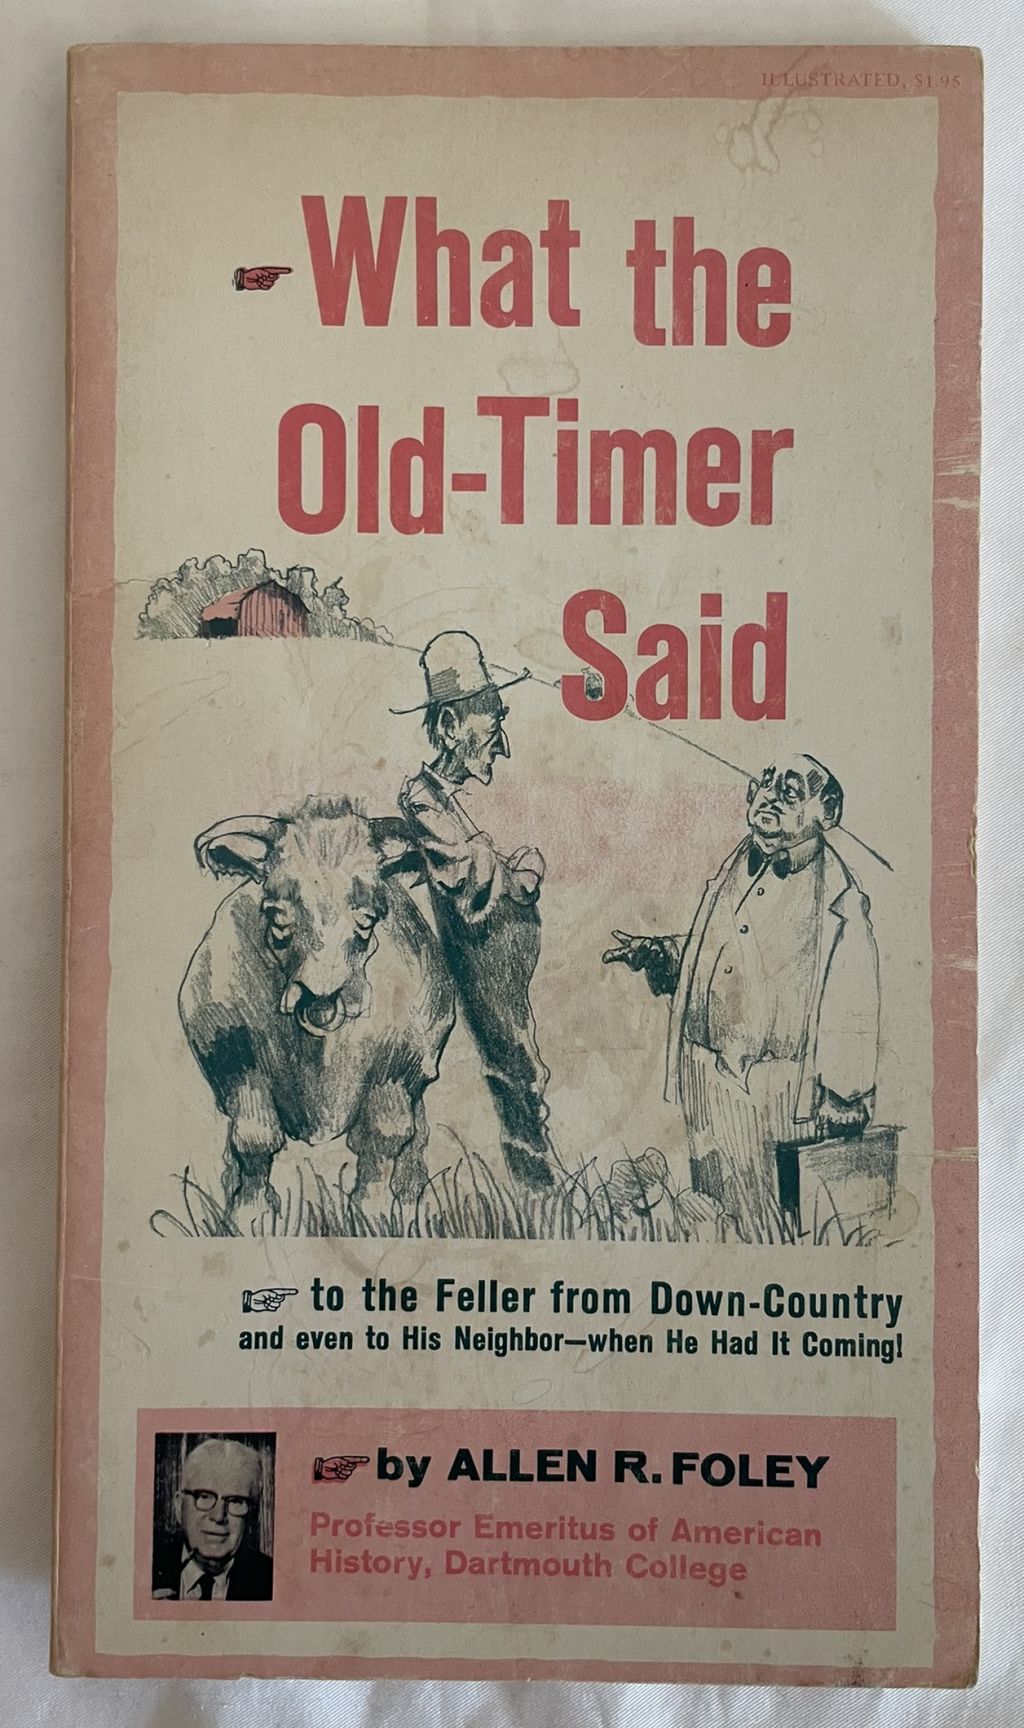 ILLUSTRATED, $1.95
What the
Old-Timer
Said
to the Feller from Down-Country
and even to His Neighbor—when He Had It Coming!
by ALLEN R. FOLEY
Professor Emeritus of American
History, Dartmouth College